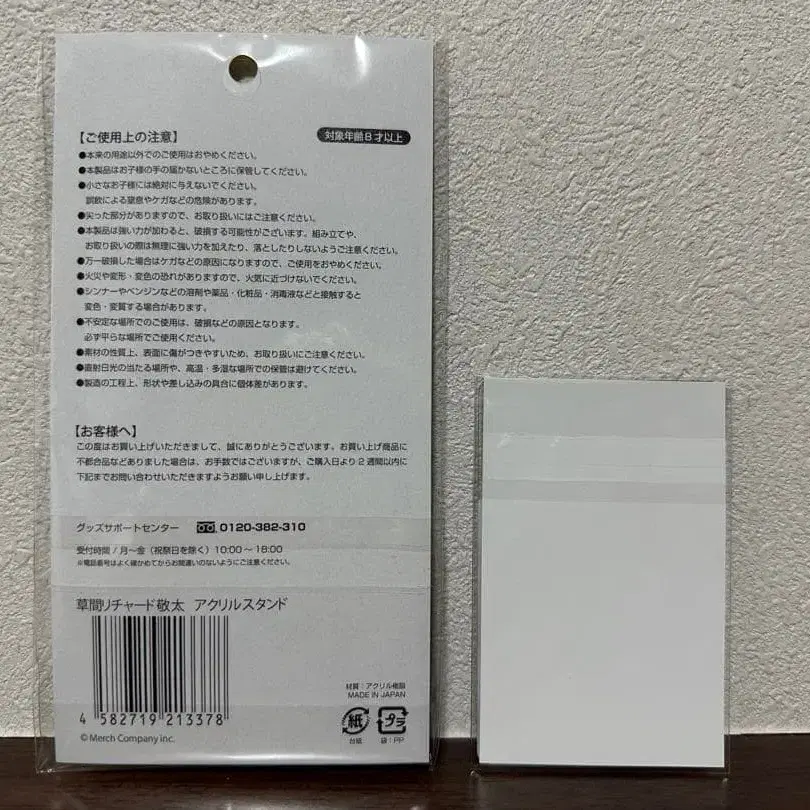 【ご使用上の注意】
対象年齢8才以上
●本来の用途以外でのご使用はおやめください。
●本製品はお子様の手の届かないところに保管してください。
●小さなお子様には絶対に与えないでください。
誤飲による窒息やケガなどの危険があります。
●尖った部分がありますので、お取り扱いにはご注意ください。
●本製品は強い力が加わると、破損する可能性がございます。組み立てや、
お取り扱いの際は無理に強い力を加えたり、落としたりしないようご注意ください。
●万一破損した場合はケガなどの原因になりますので、ご使用をおやめください。
●火災や変形・変色の恐れがありますので、火気に近づけないでください。
●シンナーやベンジンなどの溶剤や薬品・化粧品・消毒液などと接触すると
変色・変質する場合があります。
●不安定な場所でのご使用は、破損などの原因となります。
必ず平らな場所でご使用ください。
●素材の性質上、表面に傷がつきやすいため、お取り扱いにご注意ください。
●直射日光の当たる場所や、高温・多湿な場所での保管は避けてください。
●製造の工程上、形状や差し込みの具合に個体差があります。
【お客様へ】
この度はお買い上げいただきまして、誠にありがとうございます。お買い上げ商品に
不都合品などありました場合は、お手数ではございますが、ご購入日より2週間以内に
下記までお問い合わせいただきますようお願い申し上げます。
グッズサポートセンター 0120-382-310
受付時間/月〜金（祝祭日を除く）10:00〜18:00
※電話番号はよく確かめてからお間違いのないようにご注意ください。
草間リチャード敬太 アクリルスタンド
材質：アクリル樹脂
MADE IN JAPAN
4 582719 213378
紙 プラ
©Merch Company inc.
台紙 袋：PP